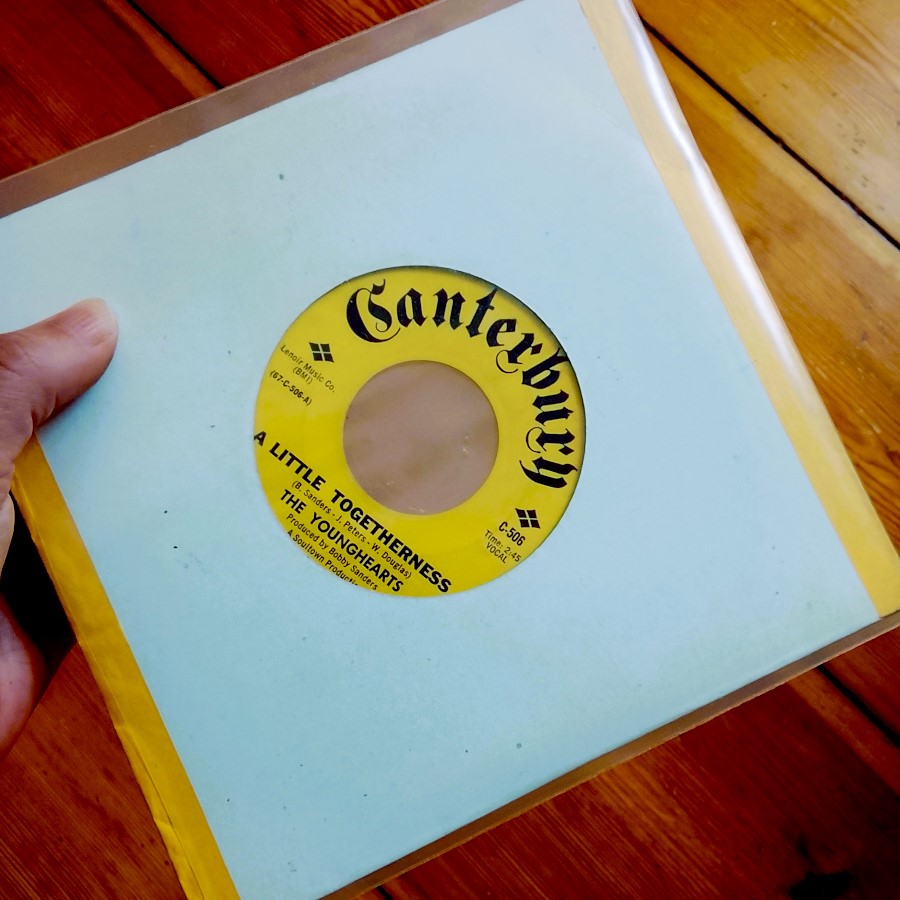 Canterbury
Lenoir Music Co.
(BMI)
(67-C-506-A)
C-506
Time: 2:45
VOCAL
A LITTLE TOGETHERNESS
(B. Sanders - J. Peters - W. Douglas)
THE YOUNGHEARTS
Produced by Bobby Sanders
A Soultown